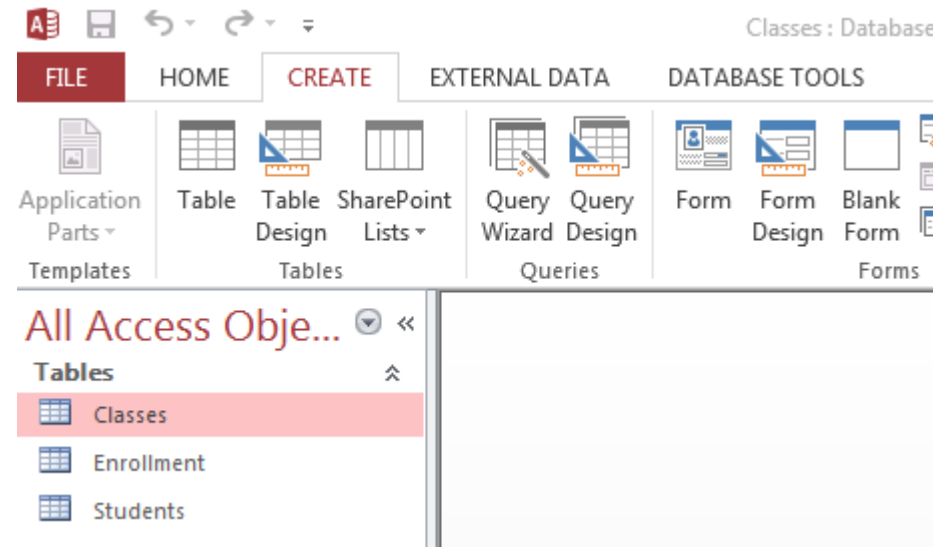 Classes : Database
FILE HOME CREATE EXTERNAL DATA DATABASE TOOLS
Application Parts
Table
Table Design
SharePoint Lists
Query Wizard
Query Design
Form
Form Design
Blank Form
Templates Tables Queries Forms
All Access Obje...
Tables
Classes
Enrollment
Students